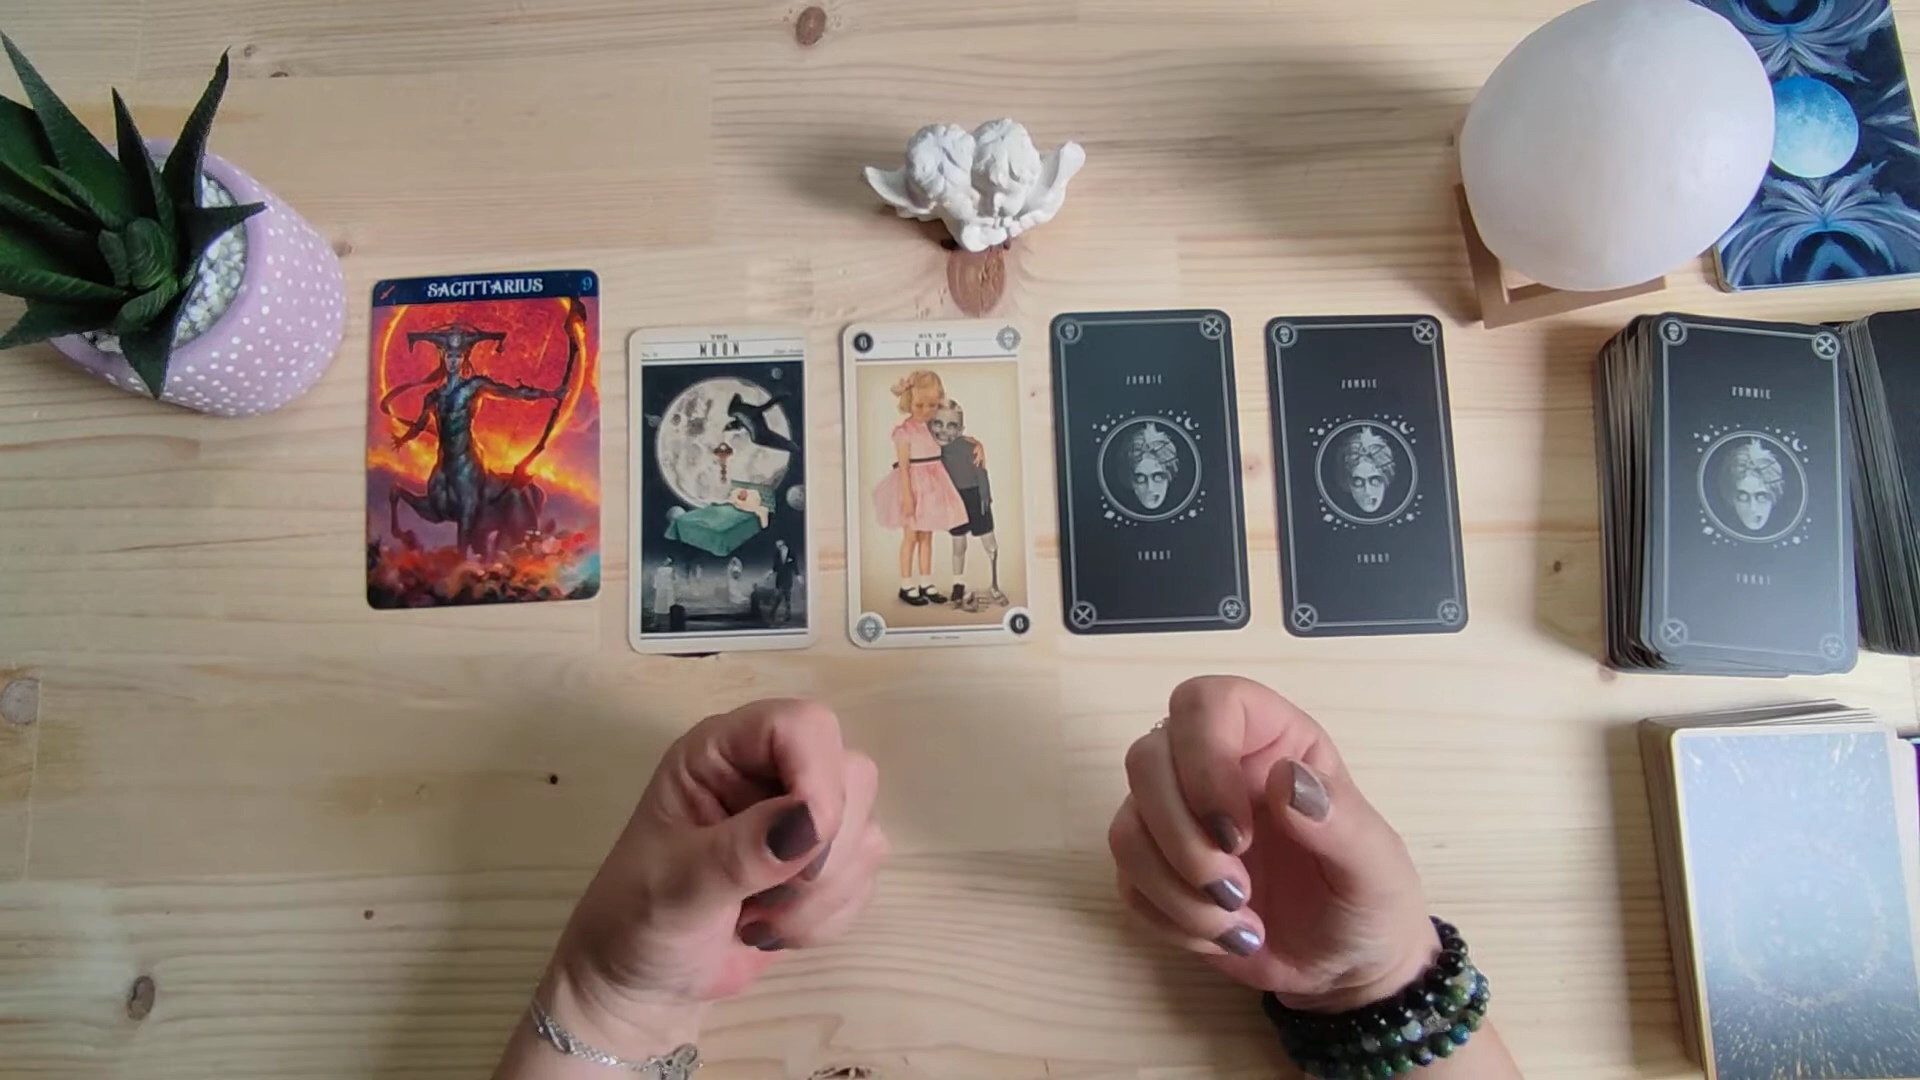 SAGITTARIUS 9
THE
MOON
6 SIX OF
CUPS
6
ZOMBIE
TAROT
ZOMBIE
TAROT
ZOMBIE
TAROT